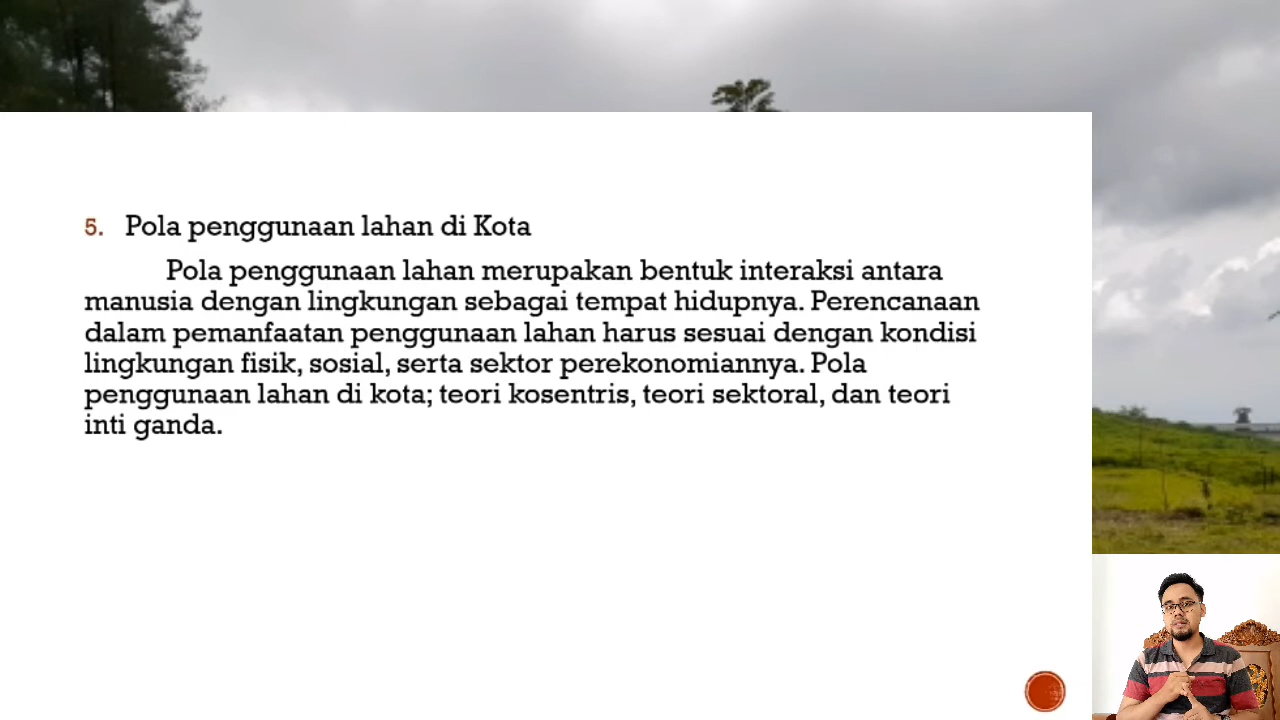 5. Pola penggunaan lahan di Kota
Pola penggunaan lahan merupakan bentuk interaksi antara
manusia dengan lingkungan sebagai tempat hidupnya. Perencanaan
dalam pemanfaatan penggunaan lahan harus sesuai dengan kondisi
lingkungan fisik, sosial, serta sektor perekonomiannya. Pola
penggunaan lahan di kota; teori kosentris, teori sektoral, dan teori
inti ganda.